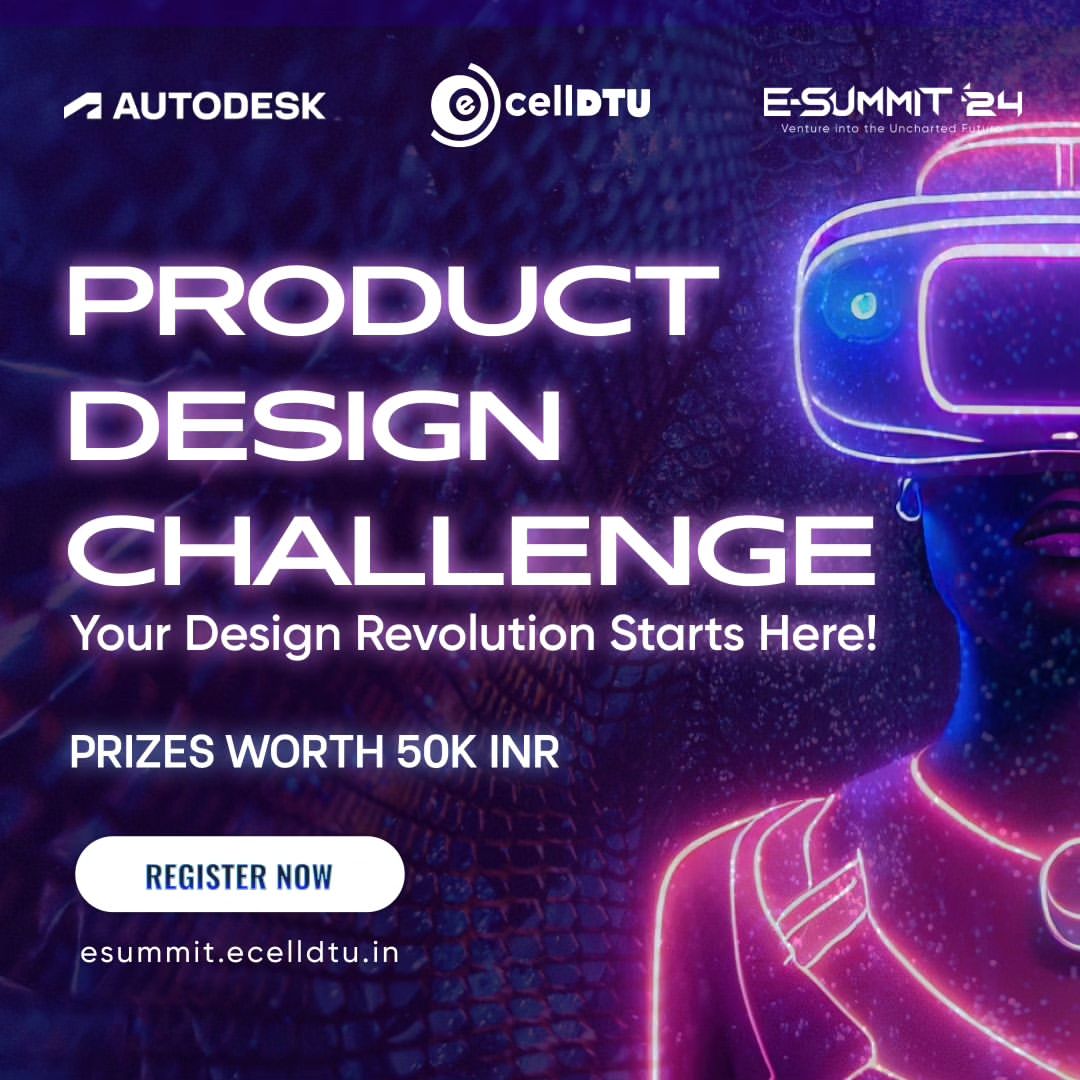 AUTODESK
e cellDTU
E-SUMMIT '24
Venture into the Uncharted Future
PRODUCT
DESIGN
CHALLENGE
Your Design Revolution Starts Here!
PRIZES WORTH 50K INR
REGISTER NOW
esummit.ecelldtu.in